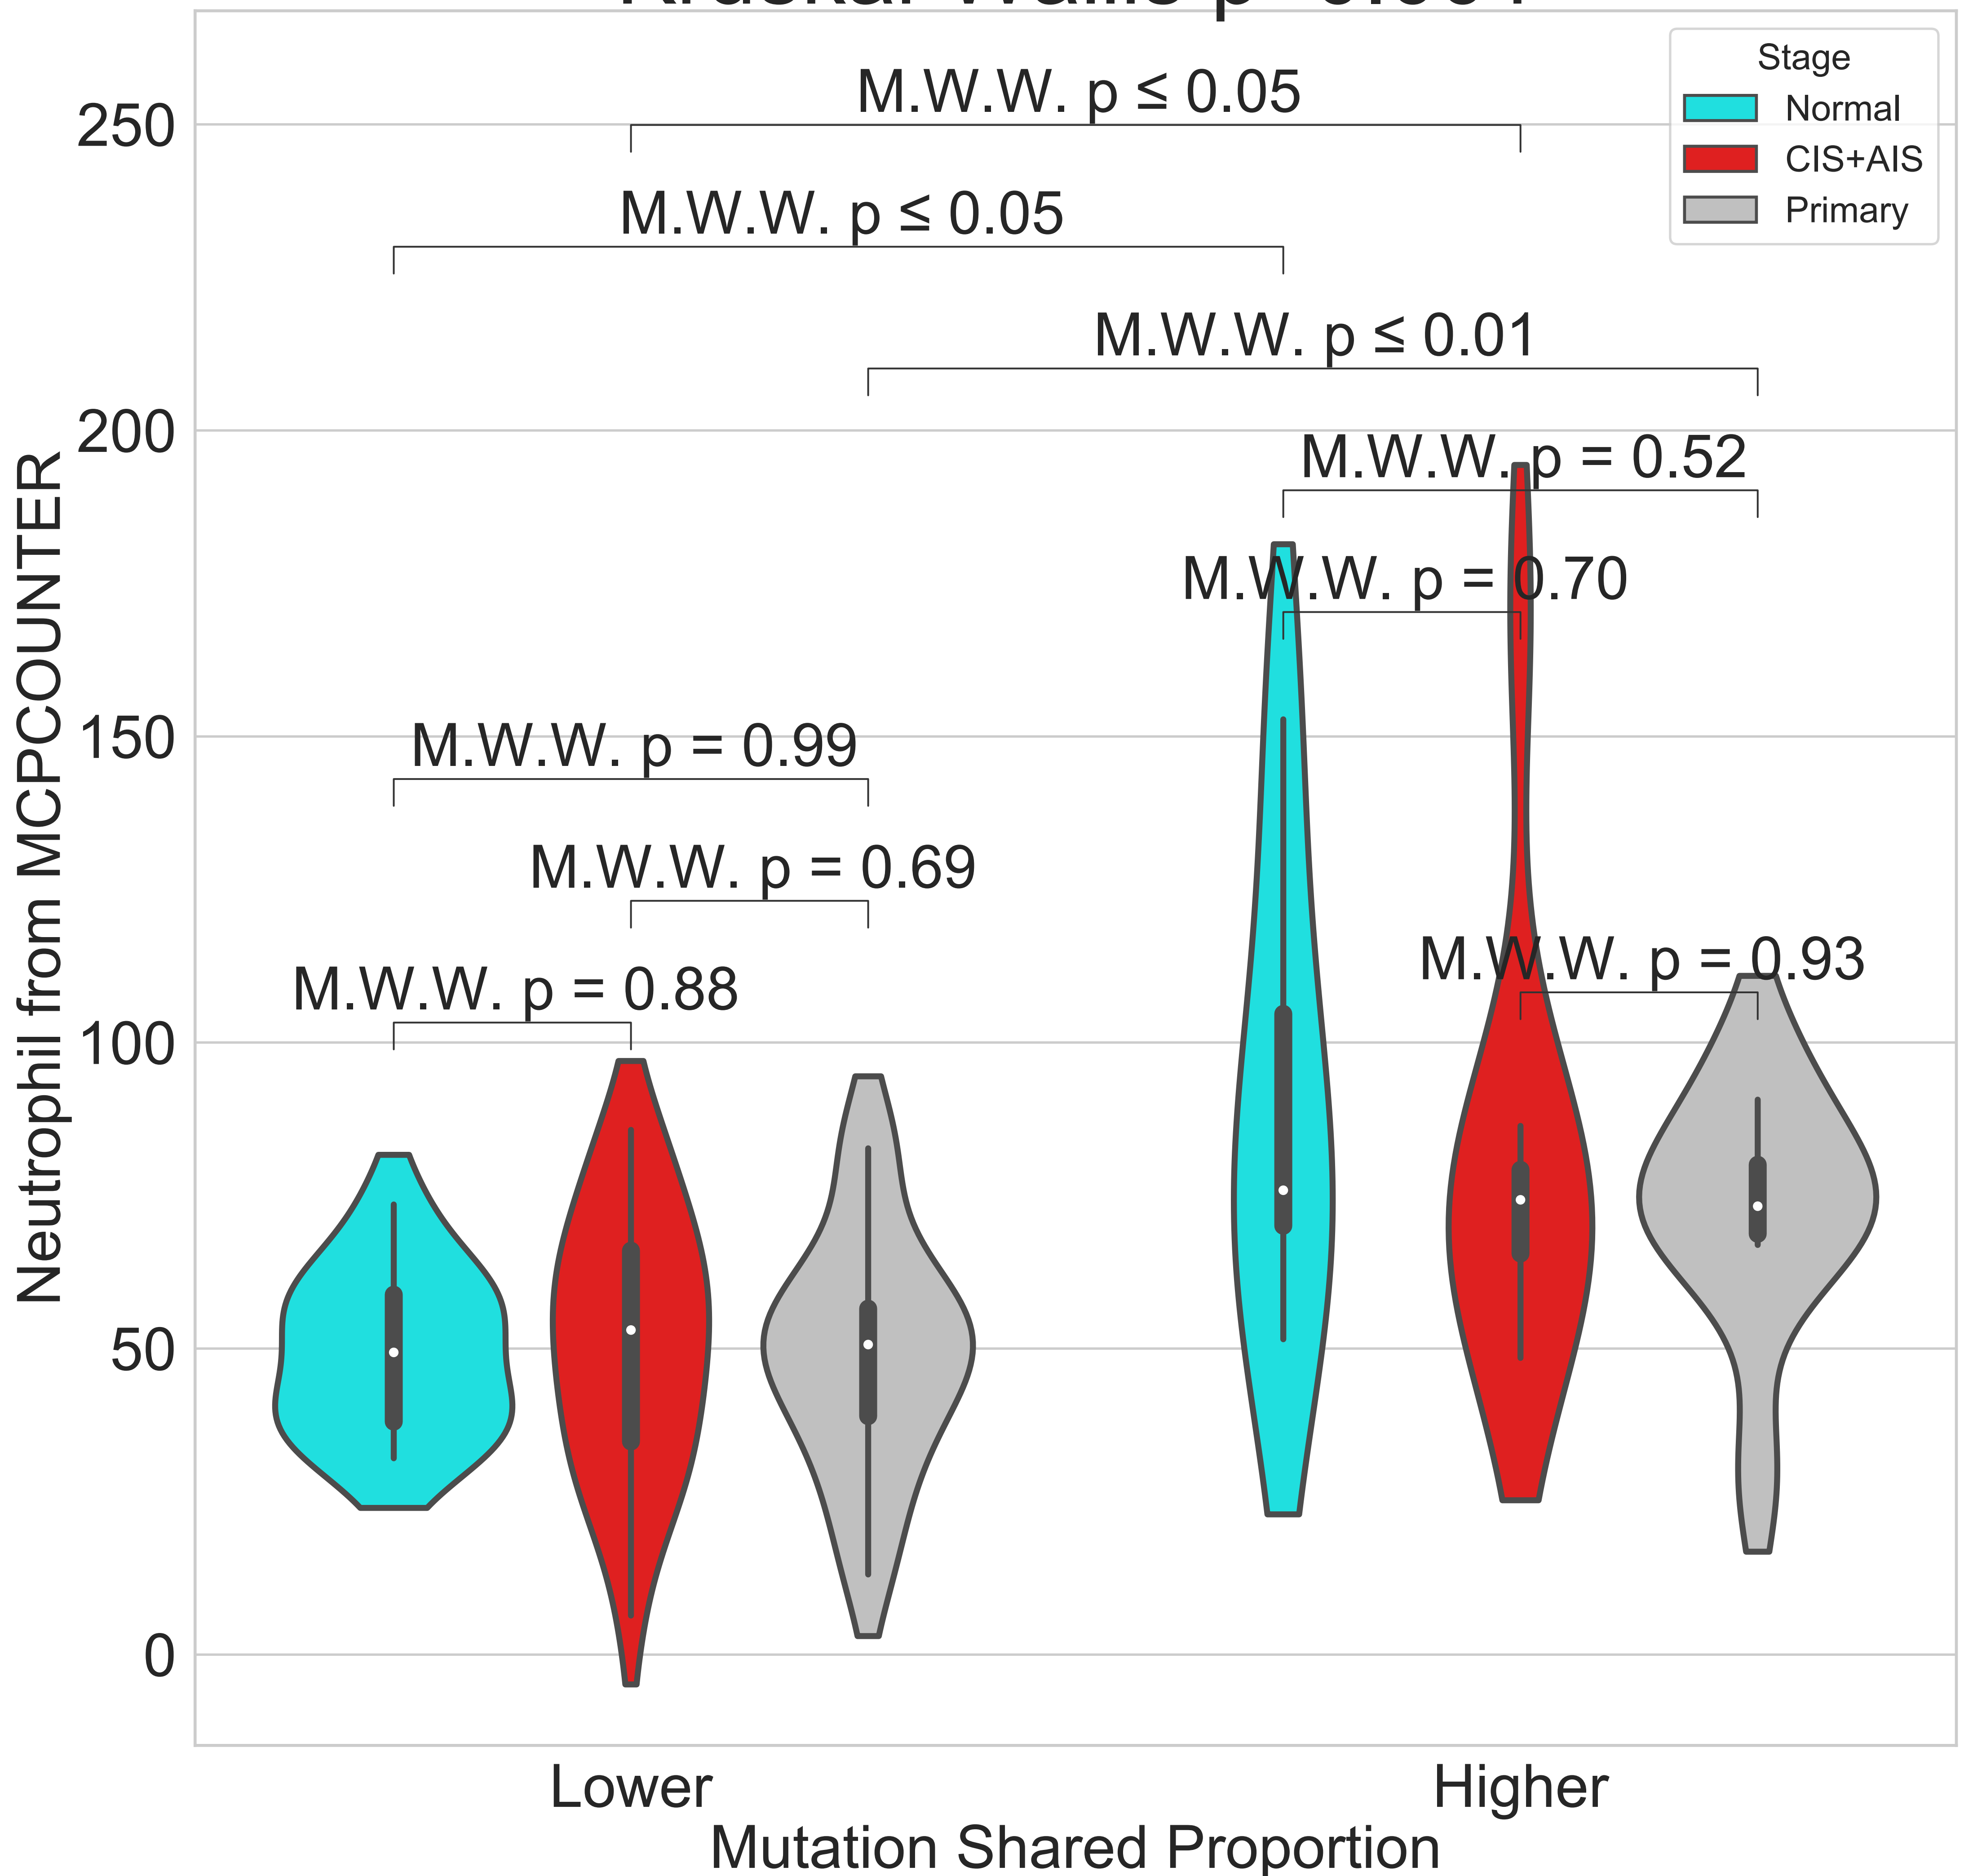 Stage
Normal
CIS+AIS
Primary
M.W.W. p ≤ 0.05
M.W.W. p ≤ 0.05
M.W.W. p ≤ 0.01
M.W.W. p = 0.52
M.W.W. p = 0.70
M.W.W. p = 0.99
M.W.W. p = 0.69
M.W.W. p = 0.93
M.W.W. p = 0.88
250
200
150
100
50
0
Neutrophil from MCPCOUNTER
Lower
Higher
Mutation Shared Proportion